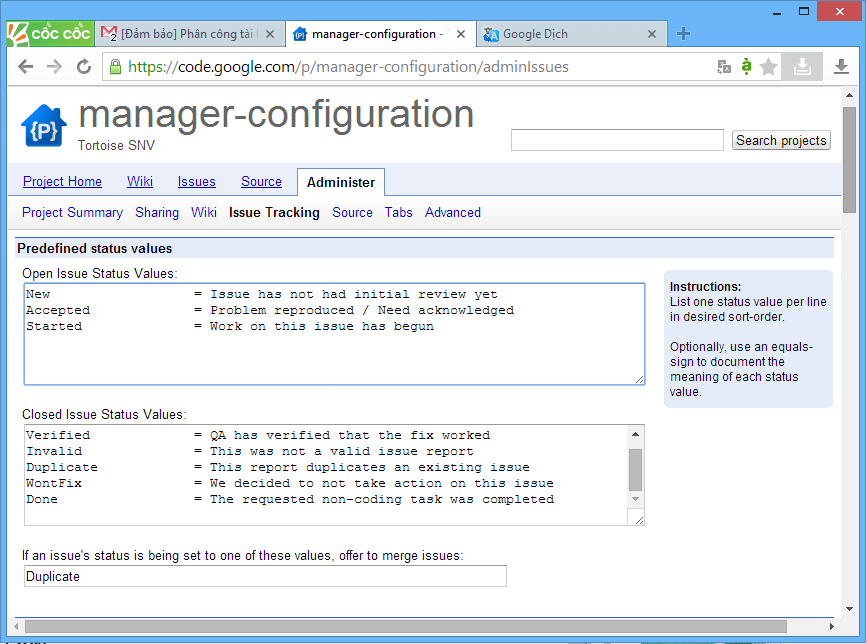 cốc cốc
[Đảm bảo] Phân công tài
manager-configuration -
Google Dịch
https://code.google.com/p/manager-configuration/adminIssues
manager-configuration
Tortoise SNV
Search projects
Project Home Wiki Issues Source Administer
Project Summary Sharing Wiki Issue Tracking Source Tabs Advanced
Predefined status values
Open Issue Status Values:
New = Issue has not had initial review yet
Accepted = Problem reproduced / Need acknowledged
Started = Work on this issue has begun
Instructions:
List one status value per line
in desired sort-order.
Optionally, use an equals-
sign to document the
meaning of each status
value.
Closed Issue Status Values:
Verified = QA has verified that the fix worked
Invalid = This was not a valid issue report
Duplicate = This report duplicates an existing issue
WontFix = We decided to not take action on this issue
Done = The requested non-coding task was completed
If an issue's status is being set to one of these values, offer to merge issues:
Duplicate